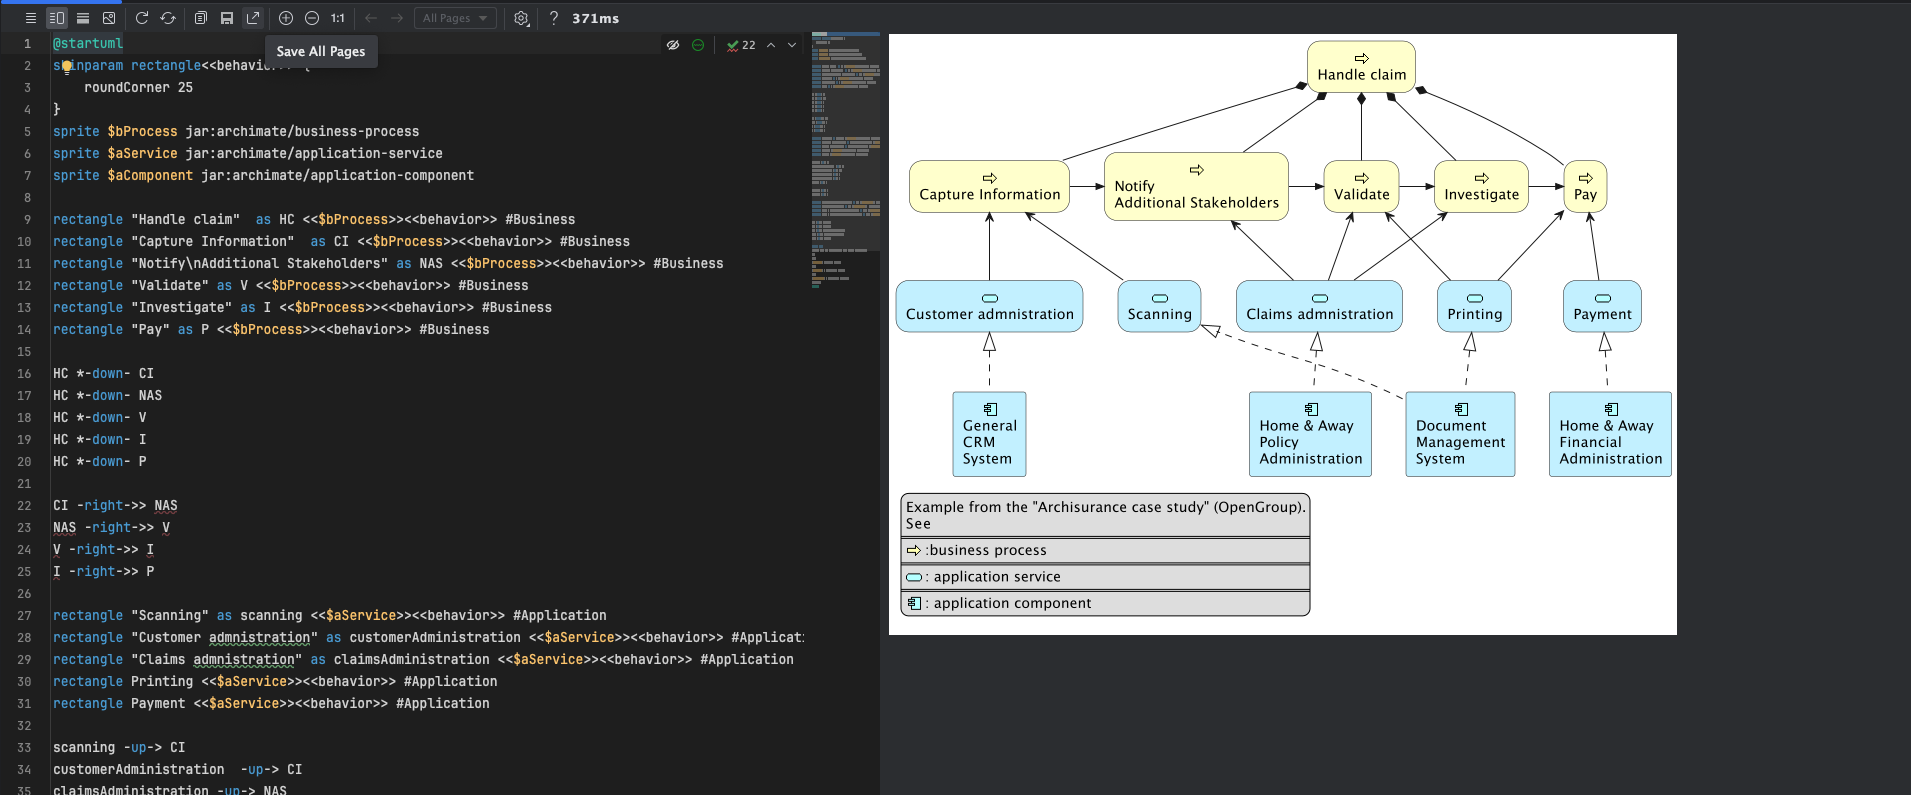 1:1
All Pages
371ms
Save All Pages
22
1 @startuml
2 skinparam rectangle<<behavior>> {
3 roundCorner 25
4 }
5 sprite $bProcess jar:archimate/business-process
6 sprite $aService jar:archimate/application-service
7 sprite $aComponent jar:archimate/application-component
8
9 rectangle "Handle claim"  as HC <<$bProcess>><<behavior>> #Business
10 rectangle "Capture Information"  as CI <<$bProcess>><<behavior>> #Business
11 rectangle "Notify\nAdditional Stakeholders" as NAS <<$bProcess>><<behavior>> #Business
12 rectangle "Validate" as V <<$bProcess>><<behavior>> #Business
13 rectangle "Investigate" as I <<$bProcess>><<behavior>> #Business
14 rectangle "Pay" as P <<$bProcess>><<behavior>> #Business
15
16 HC *-down- CI
17 HC *-down- NAS
18 HC *-down- V
19 HC *-down- I
20 HC *-down- P
21
22 CI -right->> NAS
23 NAS -right->> V
24 V -right->> I
25 I -right->> P
26
27 rectangle "Scanning" as scanning <<$aService>><<behavior>> #Application
28 rectangle "Customer admnistration" as customerAdministration <<$aService>><<behavior>> #Applicat
29 rectangle "Claims admnistration" as claimsAdministration <<$aService>><<behavior>> #Application
30 rectangle Printing <<$aService>><<behavior>> #Application
31 rectangle Payment <<$aService>><<behavior>> #Application
32
33 scanning -up-> CI
34 customerAdministration  -up-> CI
35 claimsAdministration -up-> NAS
Handle claim
Capture Information
Notify
Additional Stakeholders
Validate
Investigate
Pay
Customer admnistration
Scanning
Claims admnistration
Printing
Payment
General
CRM
System
Home & Away
Policy
Administration
Document
Management
System
Home & Away
Financial
Administration
Example from the "Archisurance case study" (OpenGroup).
See
:business process
: application service
: application component